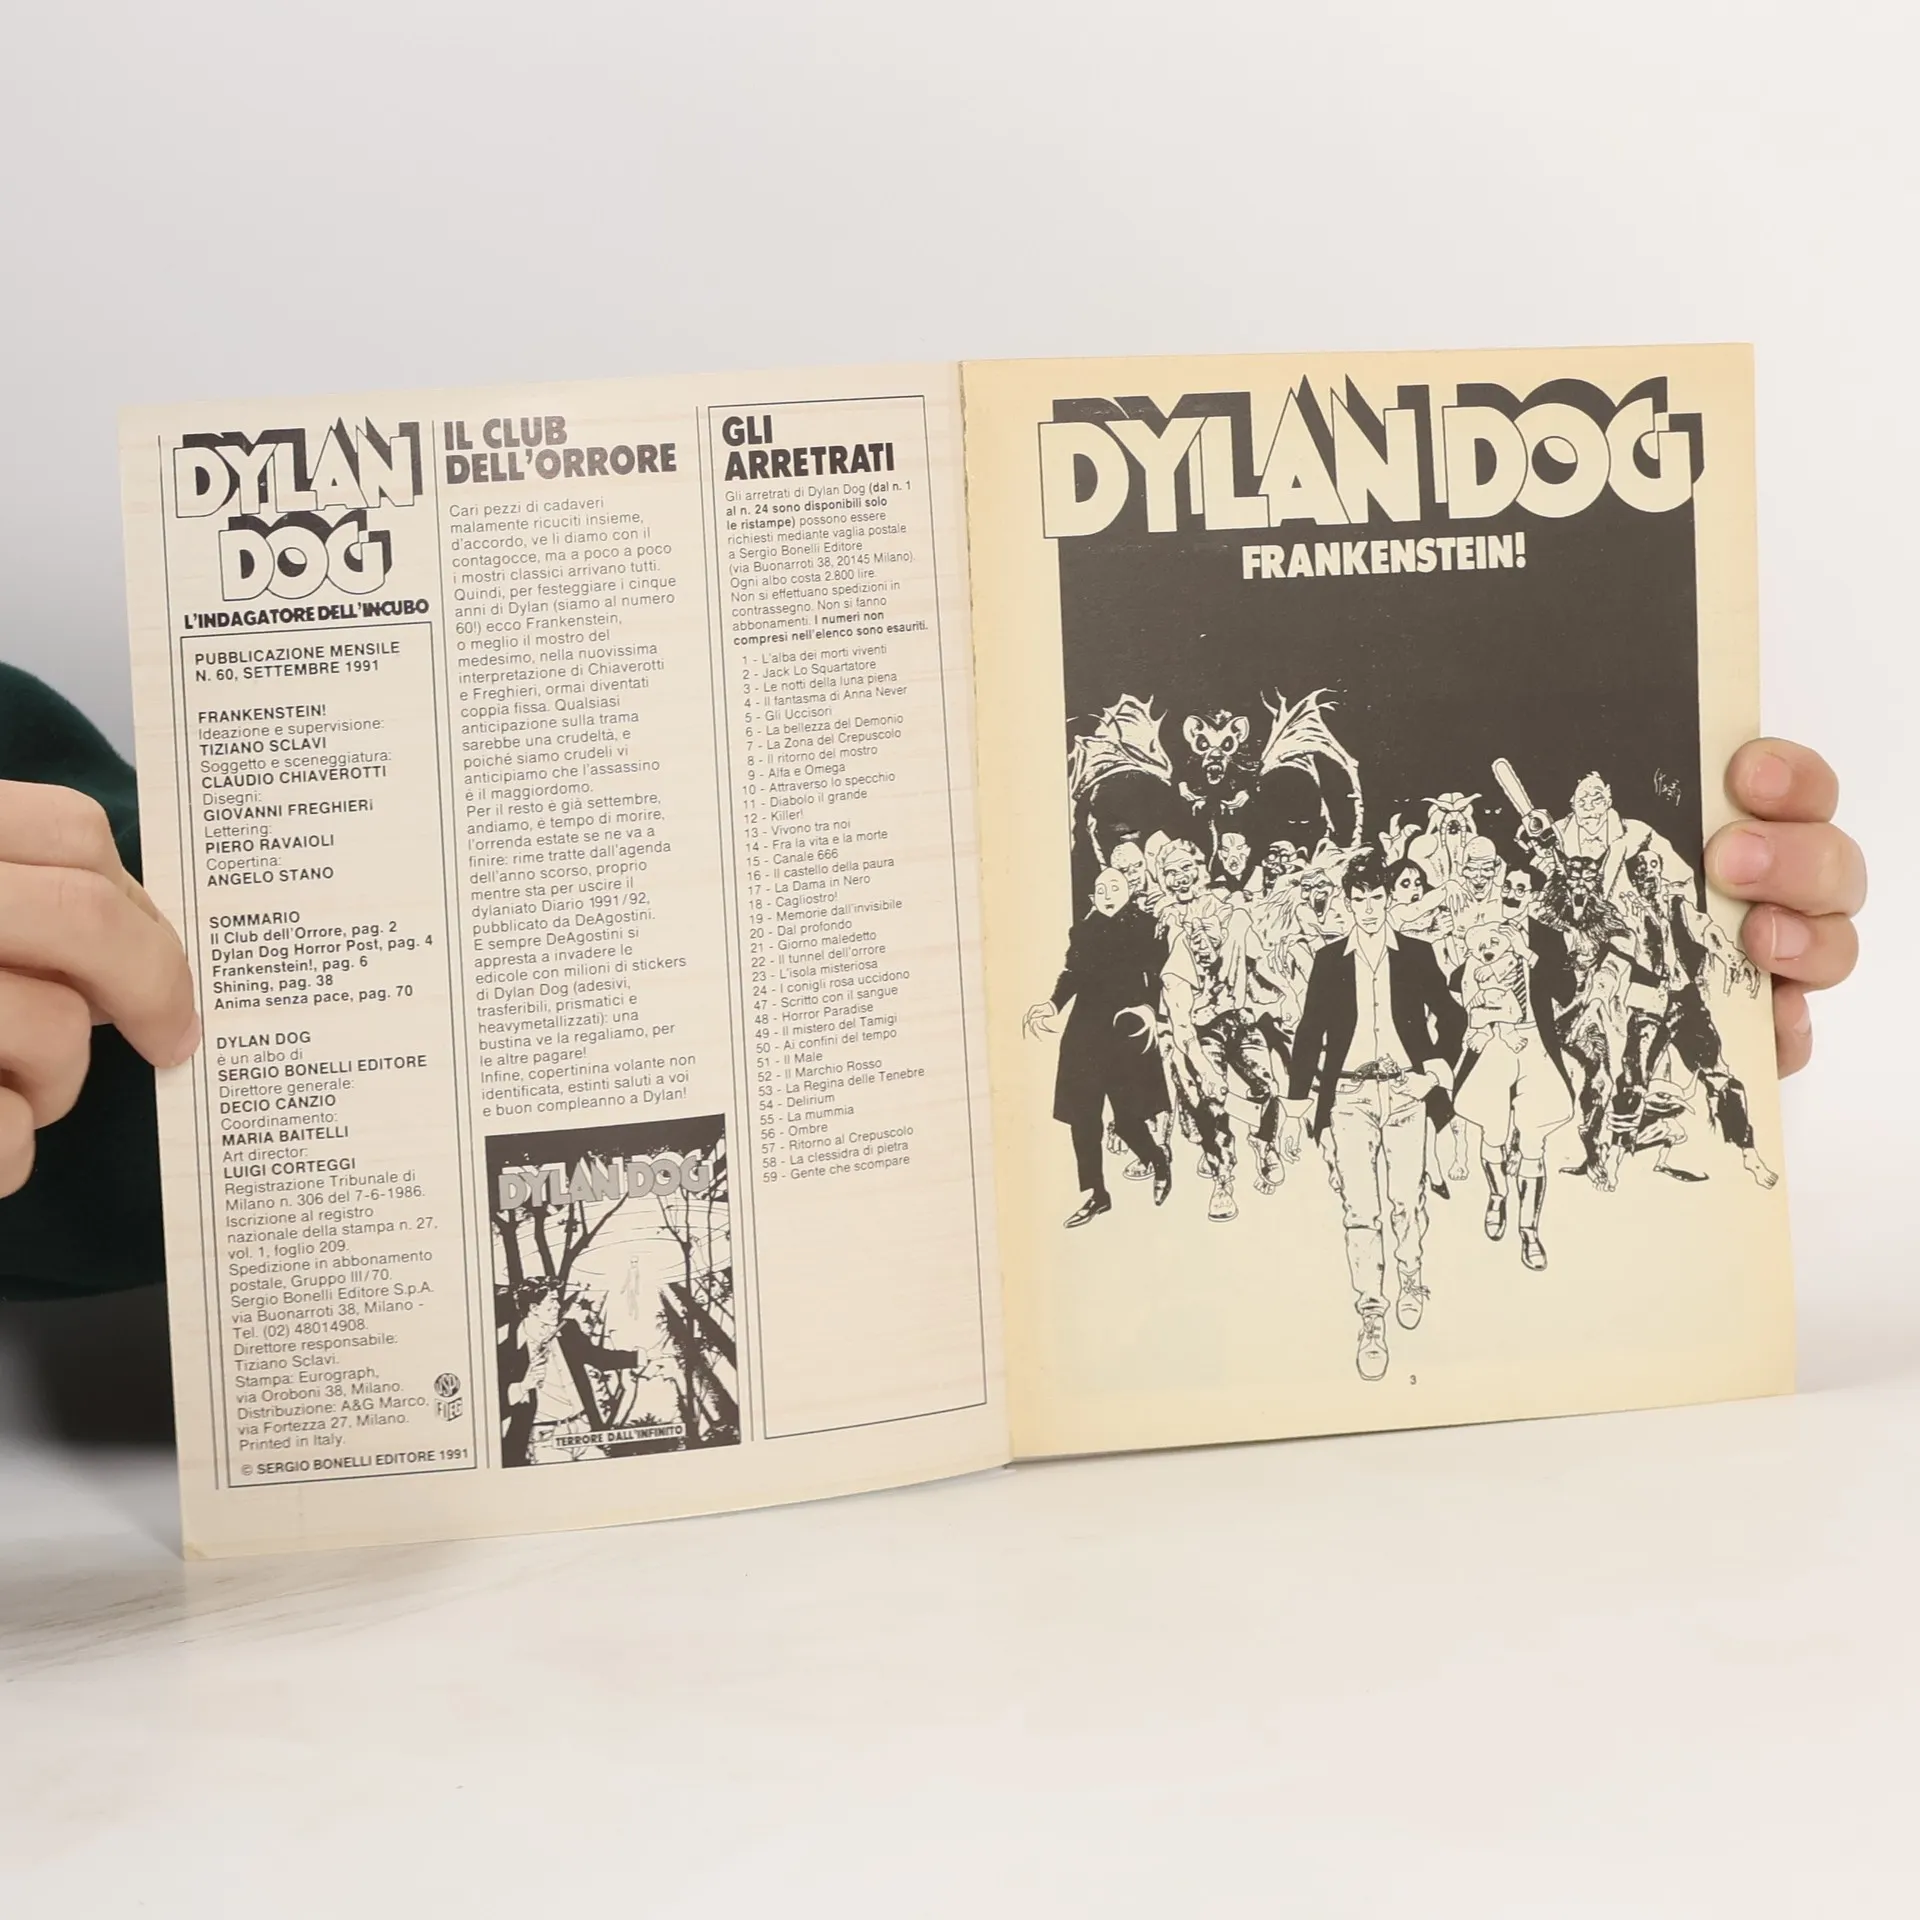 DYLAN
DOG
L'INDAGATORE DELL'INCUBO
PUBBLICAZIONE MENSILE
N. 60, SETTEMBRE 1991
FRANKENSTEIN!
Ideazione e supervisione:
TIZIANO SCLAVI
Soggetto e sceneggiatura:
CLAUDIO CHIAVEROTTI
Disegni:
GIOVANNI FREGHIERI
Lettering:
PIERO RAVAIOLI
Copertina:
ANGELO STANO
SOMMARIO
Il Club dell'Orrore, pag. 2
Dylan Dog Horror Post, pag. 4
Frankenstein!, pag. 6
Shining, pag. 38
Anima senza pace, pag. 70
DYLAN DOG
è un albo di
SERGIO BONELLI EDITORE
Direttore generale:
DECIO CANZIO
Coordinamento:
MARIA BAITELLI
Art director:
LUIGI CORTEGGI
Registrazione Tribunale di
Milano n. 306 del 7-6-1986.
Iscrizione al registro
nazionale della stampa n. 27,
vol. 1, foglio 209.
Spedizione in abbonamento
postale, Gruppo III/70.
Sergio Bonelli Editore S.p.A.
via Buonarroti 38, Milano -
Tel. (02) 48014908.
Direttore responsabile:
Tiziano Sclavi.
Stampa: Eurograph,
via Oroboni 38, Milano.
Distribuzione: A&G Marco,
via Fortezza 27, Milano.
Printed in Italy.
© SERGIO BONELLI EDITORE 1991
IL CLUB
DELL'ORRORE
Cari pezzi di cadaveri
malamente ricuciti insieme,
d'accordo, ve li diamo con il
contagocce, ma a poco a poco
i mostri classici arrivano tutti.
Quindi, per festeggiare i cinque
anni di Dylan (siamo al numero
60!) ecco Frankenstein,
o meglio il mostro del
medesimo, nella nuovissima
interpretazione di Chiaverotti
e Freghieri, ormai diventati
coppia fissa. Qualsiasi
anticipazione sulla trama
sarebbe una crudeltà, e
poiché siamo crudeli vi
anticipiamo che l'assassino
è il maggiordomo.
Per il resto è già settembre,
andiamo, è tempo di morire,
l'orrenda estate se ne va a
finire: rime tratte dall'agenda
dell'anno scorso, proprio
mentre sta per uscire il
dylaniato Diario 1991/92,
pubblicato da DeAgostini.
E sempre DeAgostini si
appresta a invadere le
edicole con milioni di stickers
di Dylan Dog (adesivi,
trasferibili, prismatici e
heavymetallizzati): una
bustina ve la regaliamo, per
le altre pagare!
Infine, copertinina volante non
identificata, estinti saluti a voi
e buon compleanno a Dylan!
DYLAN DOG
TERRORE DALL'INFINITO
GLI
ARRETRATI
Gli arretrati di Dylan Dog (dal n. 1
al n. 24 sono disponibili solo
le ristampe) possono essere
richiesti mediante vaglia postale
a Sergio Bonelli Editore
(via Buonarroti 38, 20145 Milano).
Ogni albo costa 2.800 lire.
Non si effettuano spedizioni in
contrassegno. Non si fanno
abbonamenti. I numeri non
compresi nell'elenco sono esauriti.
1 - L'alba dei morti viventi
2 - Jack Lo Squartatore
3 - Le notti della luna piena
4 - Il fantasma di Anna Never
5 - Gli Uccisori
6 - La bellezza del Demonio
7 - La Zona del Crepuscolo
8 - Il ritorno del mostro
9 - Alfa e Omega
10 - Attraverso lo specchio
11 - Diabolo il grande
12 - Killer!
13 - Vivono tra noi
14 - Fra la vita e la morte
15 - Canale 666
16 - Il castello della paura
17 - La Dama in Nero
18 - Cagliostro!
19 - Memorie dall'invisibile
20 - Dal profondo
21 - Giorno maledetto
22 - Il tunnel dell'orrore
23 - L'isola misteriosa
24 - I conigli rosa uccidono
47 - Scritto con il sangue
48 - Horror Paradise
49 - Il mistero del Tamigi
50 - Ai confini del tempo
51 - Il Male
52 - Il Marchio Rosso
53 - La Regina delle Tenebre
54 - Delirium
55 - La mummia
56 - Ombre
57 - Ritorno al Crepuscolo
58 - La clessidra di pietra
59 - Gente che scompare
DYLAN DOG
FRANKENSTEIN!
3